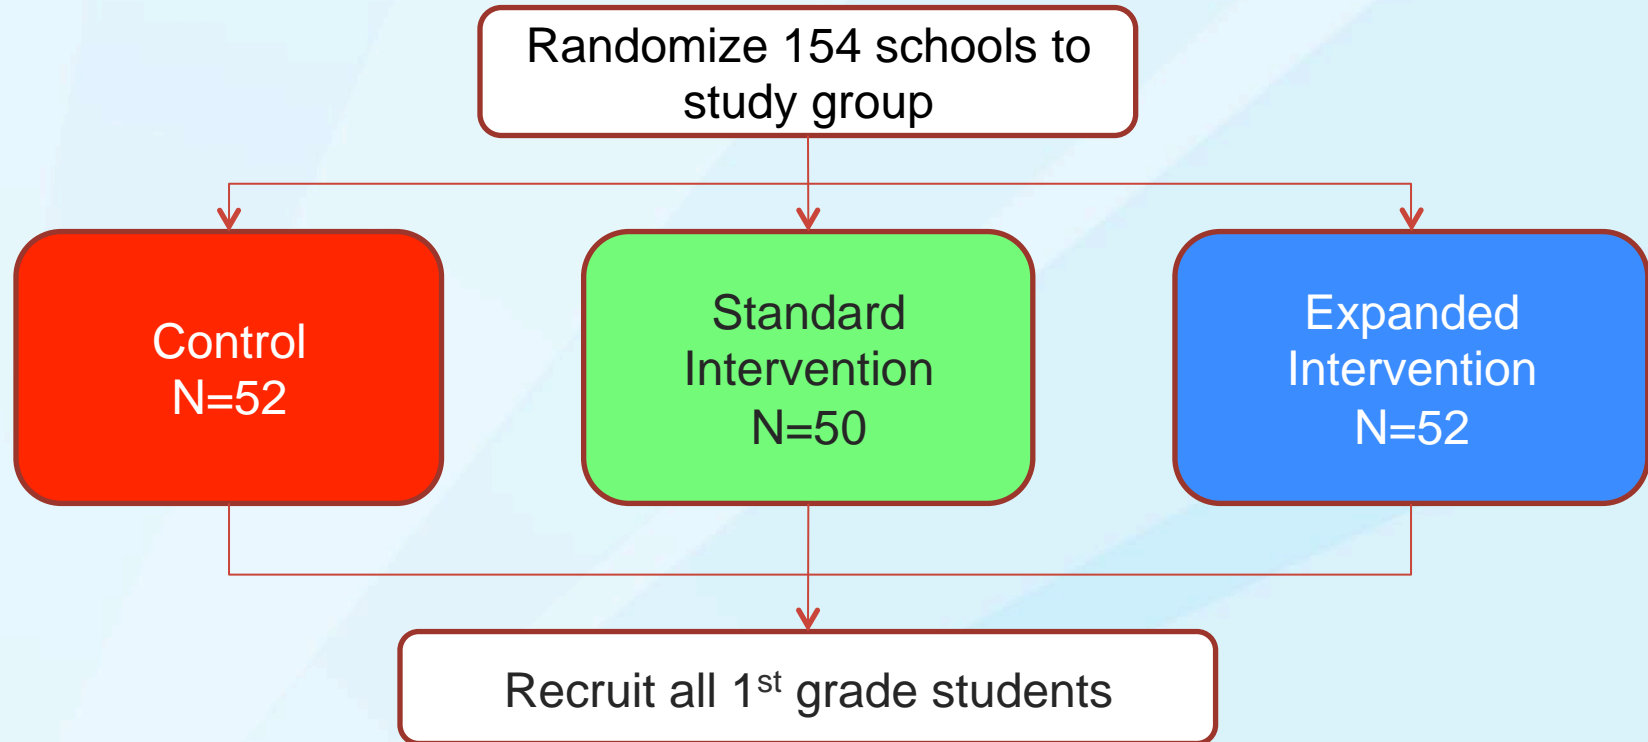 Randomize 154 schools to
study group
Control
N=52
Standard
Intervention
N=50
Expanded
Intervention
N=52
Recruit all 1st grade students